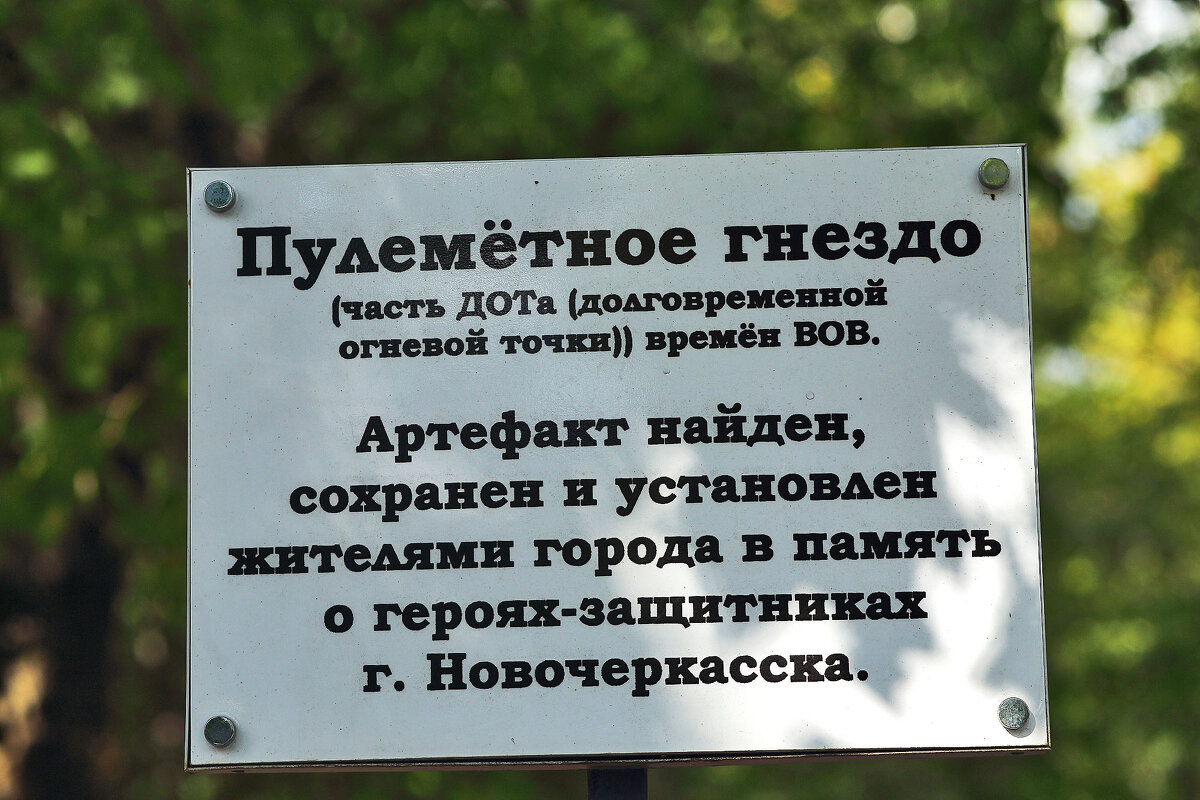 Пулемётное гнездо
(часть ДОТа (долговременной
огневой точки)) времён ВОВ.
Артефакт найден,
сохранен и установлен
жителями города в память
о героях-защитниках
г. Новочеркасска.